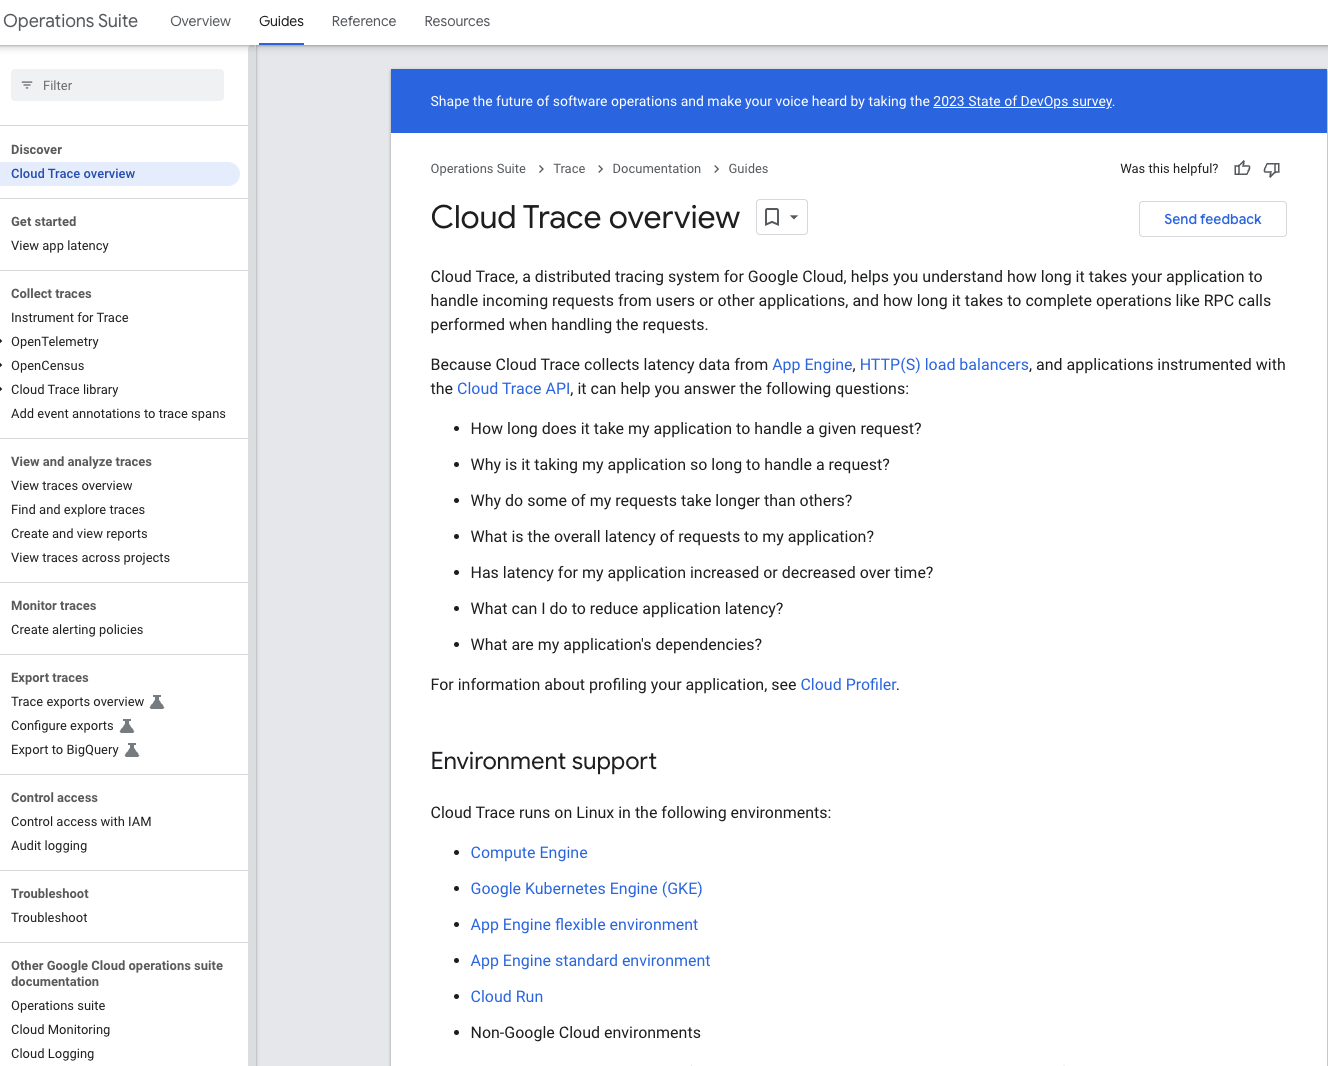 Operations Suite
Overview
Guides
Reference
Resources
Filter
Discover
Cloud Trace overview
Get started
View app latency
Collect traces
Instrument for Trace
OpenTelemetry
OpenCensus
Cloud Trace library
Add event annotations to trace spans
View and analyze traces
View traces overview
Find and explore traces
Create and view reports
View traces across projects
Monitor traces
Create alerting policies
Export traces
Trace exports overview
Configure exports
Export to BigQuery
Control access
Control access with IAM
Audit logging
Troubleshoot
Troubleshoot
Other Google Cloud operations suite
documentation
Operations suite
Cloud Monitoring
Cloud Logging
Shape the future of software operations and make your voice heard by taking the 2023 State of DevOps survey.
Operations Suite > Trace > Documentation > Guides
Was this helpful?
Cloud Trace overview
Send feedback
Cloud Trace, a distributed tracing system for Google Cloud, helps you understand how long it takes your application to
handle incoming requests from users or other applications, and how long it takes to complete operations like RPC calls
performed when handling the requests.
Because Cloud Trace collects latency data from App Engine, HTTP(S) load balancers, and applications instrumented with
the Cloud Trace API, it can help you answer the following questions:
• How long does it take my application to handle a given request?
• Why is it taking my application so long to handle a request?
• Why do some of my requests take longer than others?
• What is the overall latency of requests to my application?
• Has latency for my application increased or decreased over time?
• What can I do to reduce application latency?
• What are my application's dependencies?
For information about profiling your application, see Cloud Profiler.
Environment support
Cloud Trace runs on Linux in the following environments:
• Compute Engine
• Google Kubernetes Engine (GKE)
• App Engine flexible environment
• App Engine standard environment
• Cloud Run
• Non-Google Cloud environments